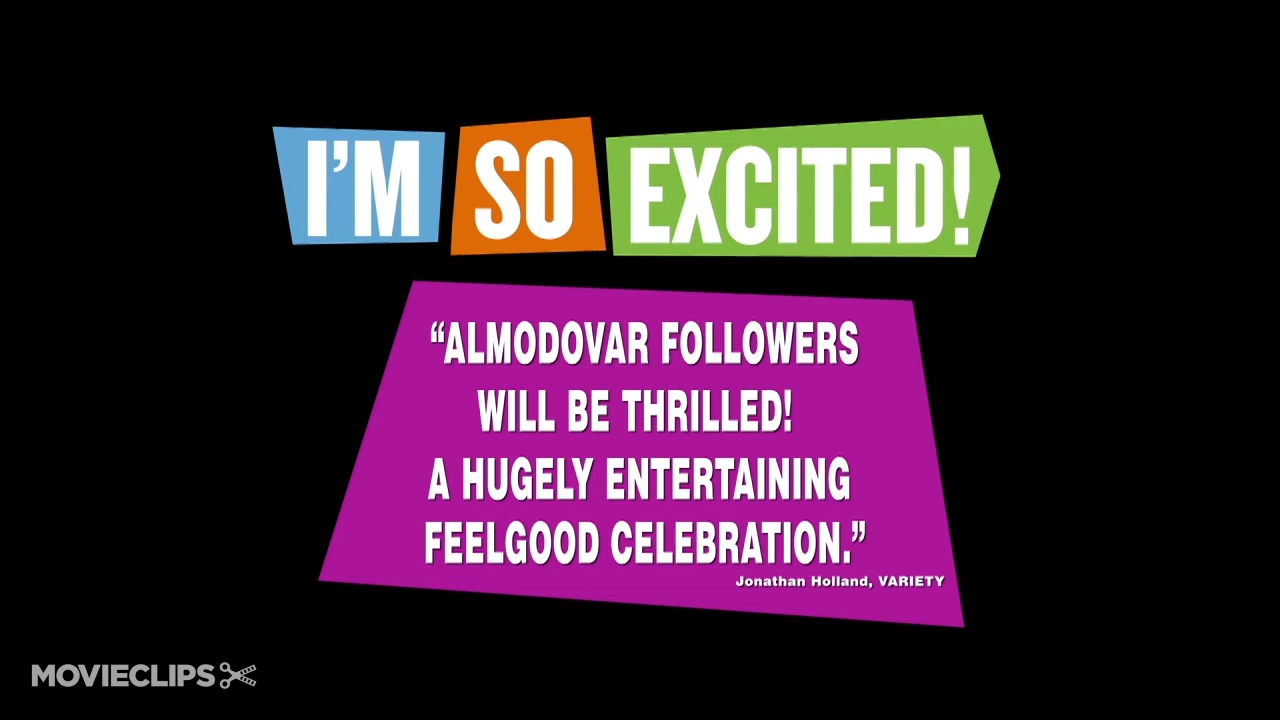 I'M SO EXCITED!
“ALMODOVAR FOLLOWERS
WILL BE THRILLED!
A HUGELY ENTERTAINING
FEELGOOD CELEBRATION.”
Jonathan Holland, VARIETY
MOVIECLIPS